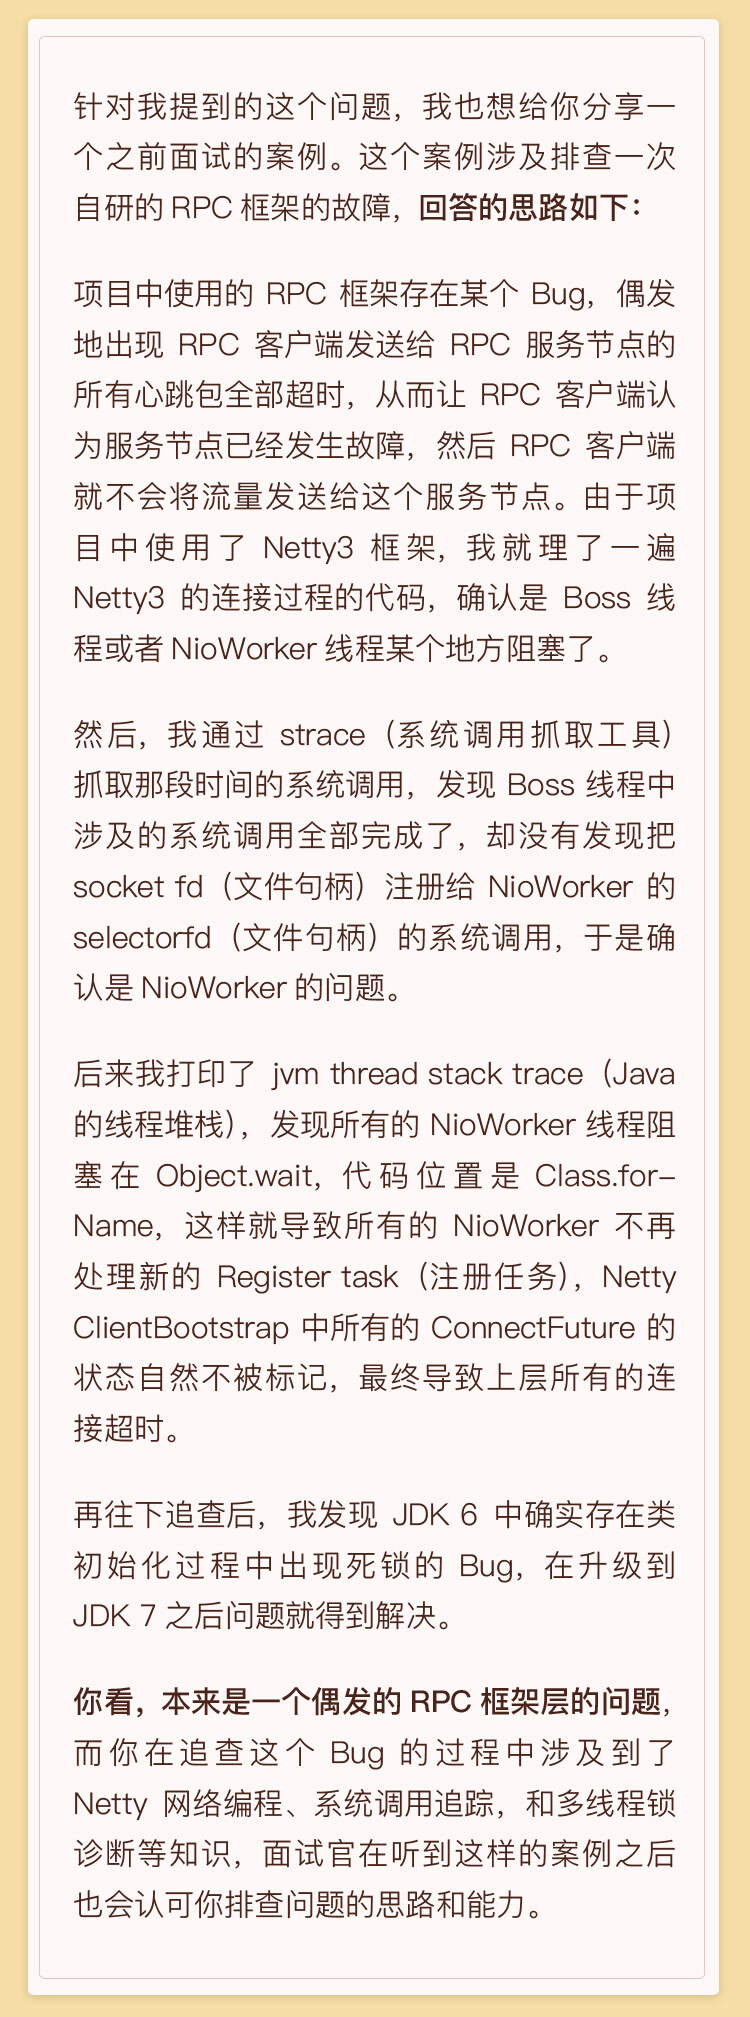 针对我提到的这个问题，我也想给你分享一
个之前面试的案例。这个案例涉及排查一次
自研的 RPC 框架的故障，回答的思路如下：
项目中使用的 RPC 框架存在某个 Bug，偶发
地出现 RPC 客户端发送给 RPC 服务节点的
所有心跳包全部超时，从而让 RPC 客户端认
为服务节点已经发生故障，然后 RPC 客户端
就不会将流量发送给这个服务节点。由于项
目中使用了 Netty3 框架，我就理了一遍
Netty3 的连接过程的代码，确认是 Boss 线
程或者 NioWorker 线程某个地方阻塞了。
然后，我通过 strace（系统调用抓取工具）
抓取那段时间的系统调用，发现 Boss 线程中
涉及的系统调用全部完成了，却没有发现把
socket fd（文件句柄）注册给 NioWorker 的
selectorfd（文件句柄）的系统调用，于是确
认是 NioWorker 的问题。
后来我打印了 jvm thread stack trace（Java
的线程堆栈），发现所有的 NioWorker 线程阻
塞在 Object.wait，代码位置是 Class.for–
Name，这样就导致所有的 NioWorker 不再
处理新的 Register task（注册任务），Netty
ClientBootstrap 中所有的 ConnectFuture 的
状态自然不被标记，最终导致上层所有的连
接超时。
再往下追查后，我发现 JDK 6 中确实存在类
初始化过程中出现死锁的 Bug，在升级到
JDK 7 之后问题就得到解决。
你看，本来是一个偶发的 RPC 框架层的问题，
而你在追查这个 Bug 的过程中涉及到了
Netty 网络编程、系统调用追踪，和多线程锁
诊断等知识，面试官在听到这样的案例之后
也会认可你排查问题的思路和能力。